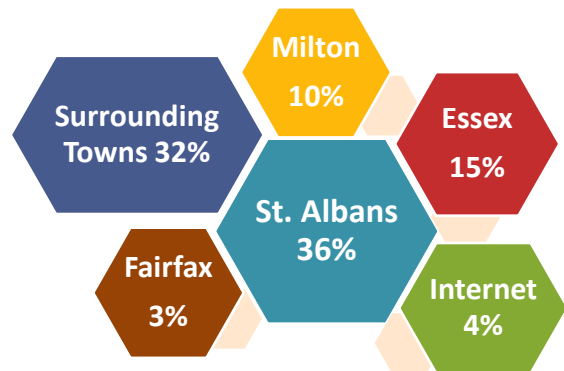 Milton
10%
Surrounding
Towns 32%
Essex
15%
St. Albans
36%
Fairfax
3%
Internet
4%